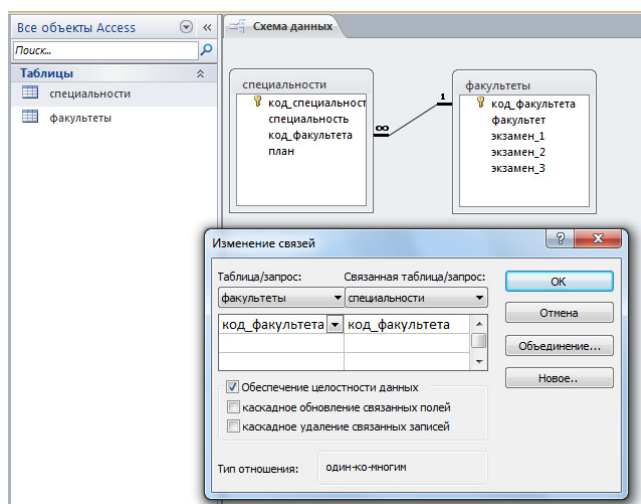 Все объекты Access
Поиск...
Таблицы
специальности
факультеты
Схема данных
специальности
код_специальност
специальность
код_факультета
план
∞
1
факультеты
код_факультета
факультет
экзамен_1
экзамен_2
экзамен_3
Изменение связей
Таблица/запрос: Связанная таблица/запрос:
факультеты специальности
код_факультета код_факультета
Обеспечение целостности данных
каскадное обновление связанных полей
каскадное удаление связанных записей
Тип отношения: один-ко-многим
ОК
Отмена
Объединение...
Новое..